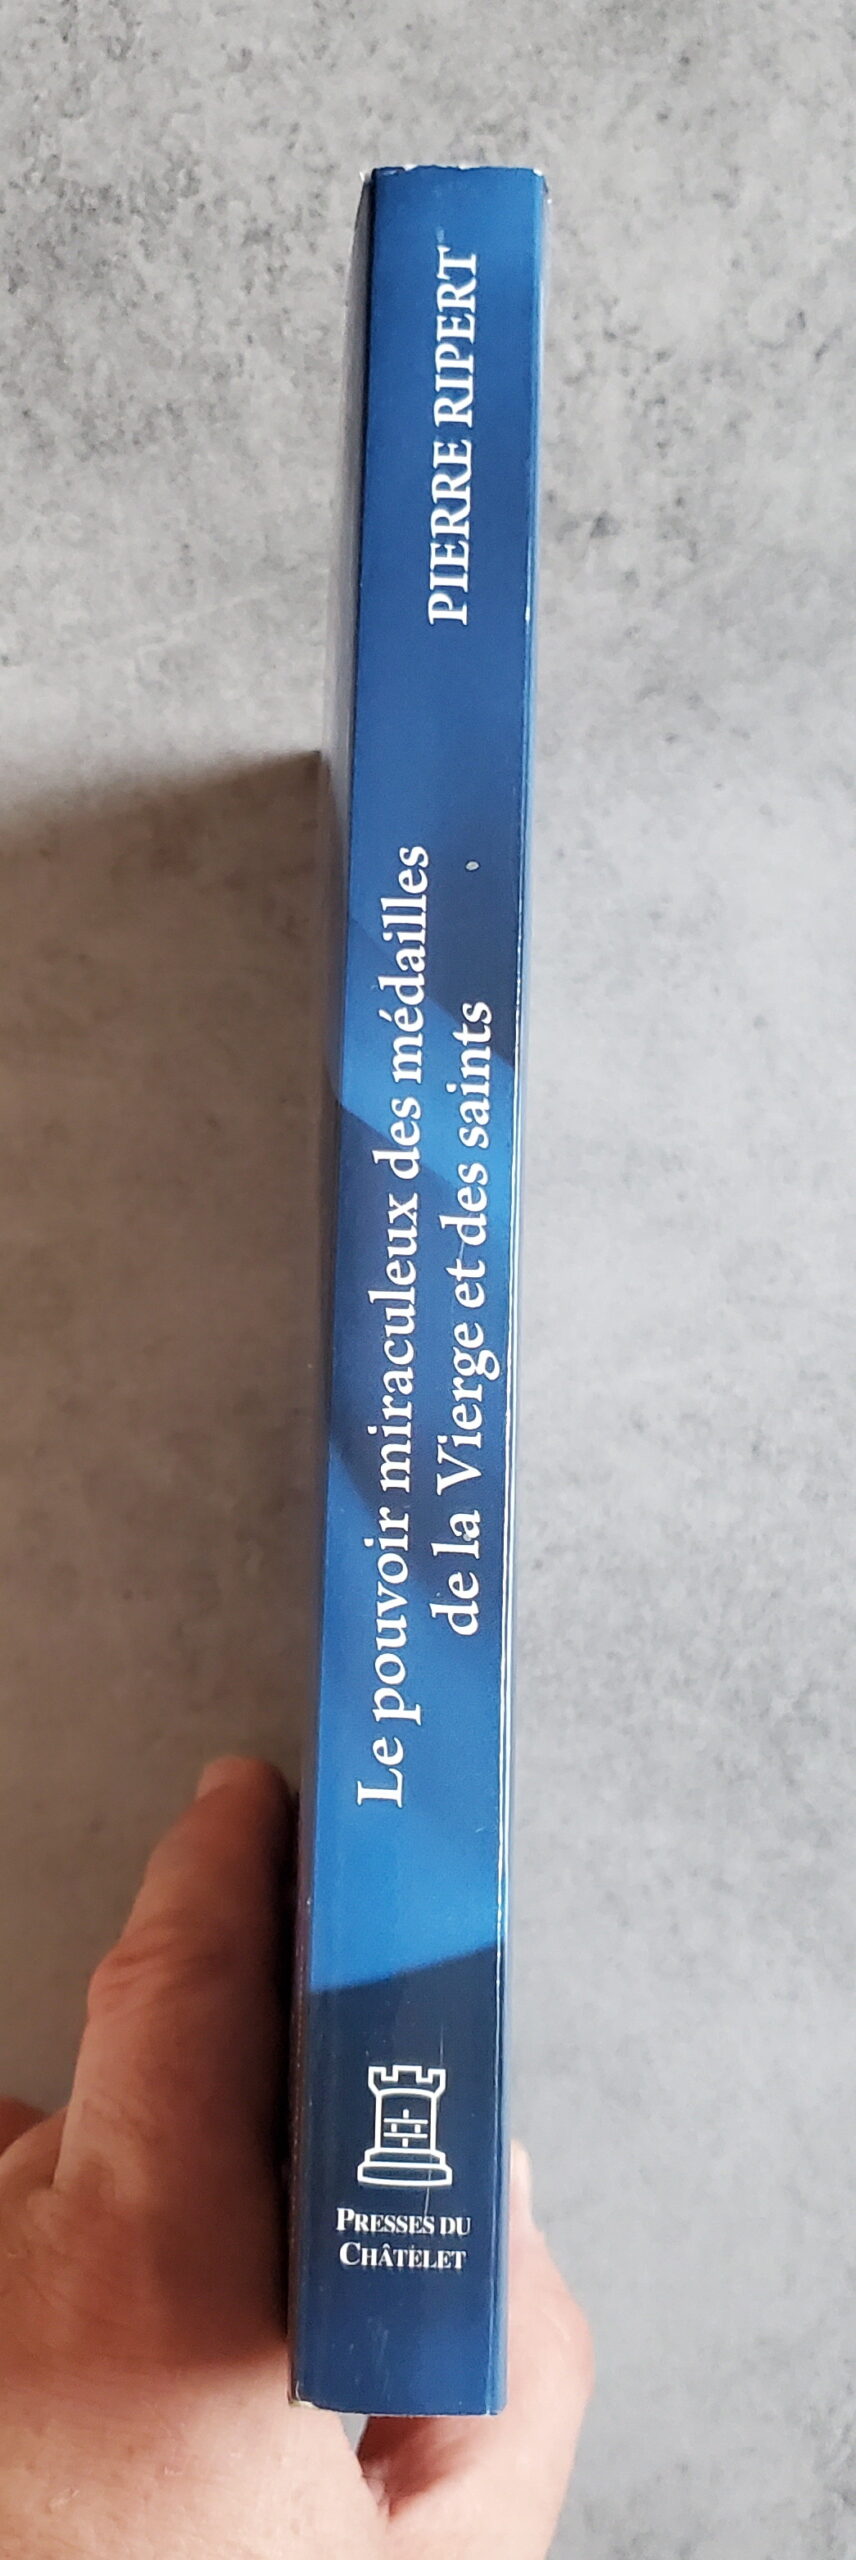 PIERRE RIPERT
Le pouvoir miraculeux des médailles
de la Vierge et des saints
PRESSES DU
CHÂTELET